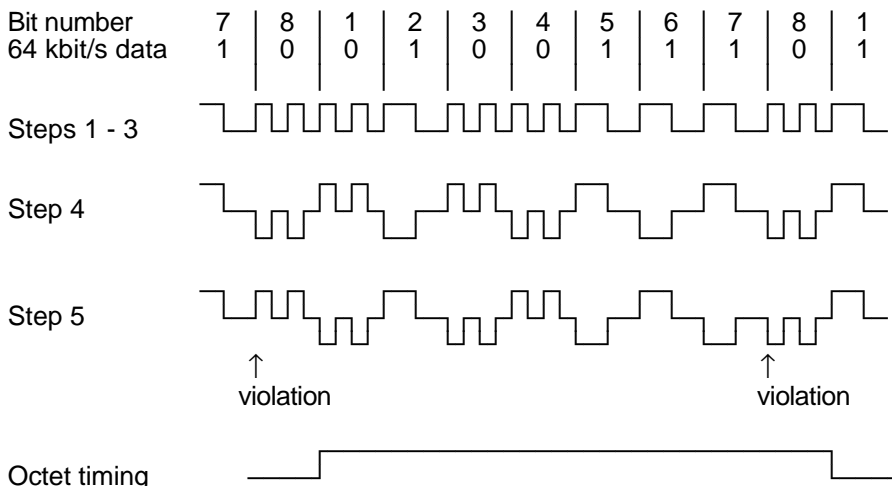 Bit number 7 8 1 2 3 4 5 6 7 8 1
64 kbit/s data 1 0 0 1 0 0 1 1 1 0 1
Steps 1 - 3
Step 4
Step 5
↑ ↑
violation violation
Octet timing